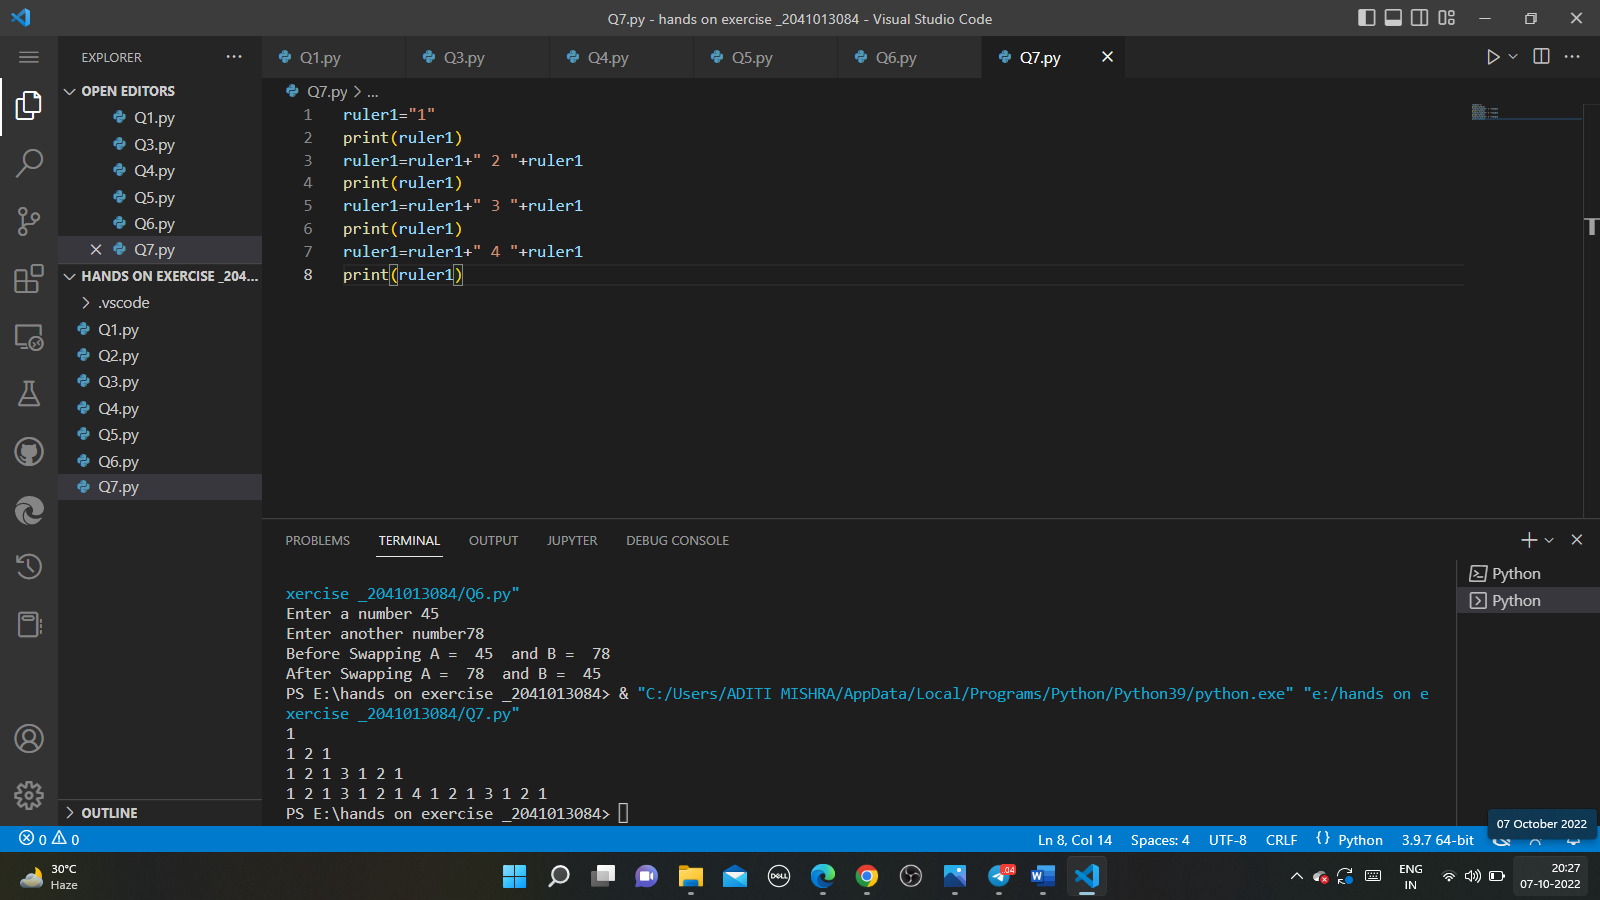 Q7.py - hands on exercise _2041013084 - Visual Studio Code
EXPLORER
Q1.py
Q3.py
Q4.py
Q5.py
Q6.py
Q7.py
OPEN EDITORS
Q1.py
Q3.py
Q4.py
Q5.py
Q6.py
Q7.py
HANDS ON EXERCISE _204...
.vscode
Q1.py
Q2.py
Q3.py
Q4.py
Q5.py
Q6.py
Q7.py
OUTLINE
Q7.py > ...
1 ruler1="1"
2 print(ruler1)
3 ruler1=ruler1+" 2 "+ruler1
4 print(ruler1)
5 ruler1=ruler1+" 3 "+ruler1
6 print(ruler1)
7 ruler1=ruler1+" 4 "+ruler1
8 print(ruler1)
PROBLEMS TERMINAL OUTPUT JUPYTER DEBUG CONSOLE
xercise _2041013084/Q6.py"
Enter a number 45
Enter another number78
Before Swapping A =  45  and B =  78
After Swapping A =  78  and B =  45
PS E:\hands on exercise _2041013084> & "C:/Users/ADITI MISHRA/AppData/Local/Programs/Python/Python39/python.exe" "e:/hands on e
xercise _2041013084/Q7.py"
1
1 2 1
1 2 1 3 1 2 1
1 2 1 3 1 2 1 4 1 2 1 3 1 2 1
PS E:\hands on exercise _2041013084>
Python
Python
07 October 2022
0 0
Ln 8, Col 14 Spaces: 4 UTF-8 CRLF Python 3.9.7 64-bit
30°C
Haze
DELL
.04
W
ENG
IN
20:27
07-10-2022